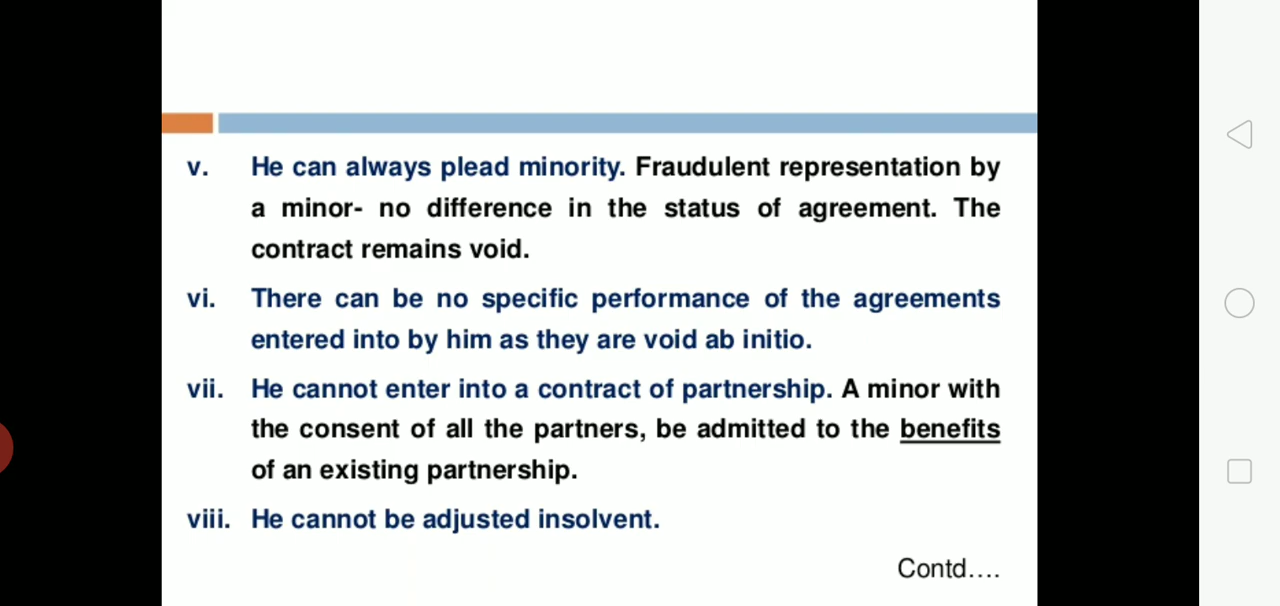 v. He can always plead minority. Fraudulent representation by
a minor- no difference in the status of agreement. The
contract remains void.
vi. There can be no specific performance of the agreements
entered into by him as they are void ab initio.
vii. He cannot enter into a contract of partnership. A minor with
the consent of all the partners, be admitted to the benefits
of an existing partnership.
viii. He cannot be adjusted insolvent.
Contd....